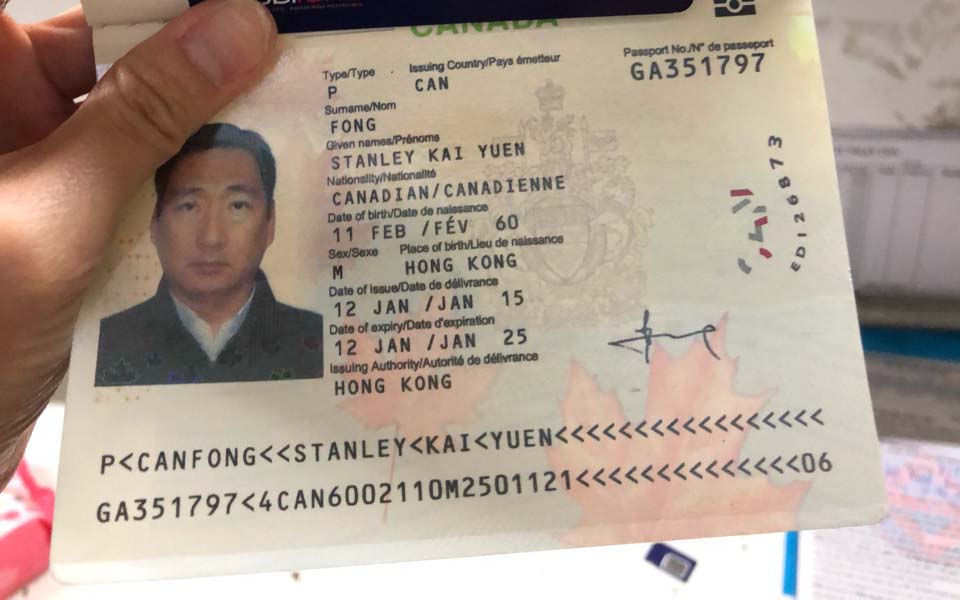 CANADA
Type/Type
Issuing Country/Pays émetteur
Passport No./N° de passeport
P
CAN
GA351797
Surname/Nom
FONG
Given names/Prénoms
STANLEY KAI YUEN
Nationality/Nationalité
CANADIAN/CANADIENNE
Date of birth/Date de naissance
11 FEB /FÉV 60
Sex/Sexe Place of birth/Lieu de naissance
M HONG KONG
Date of issue/Date de délivrance
12 JAN /JAN 15
Date of expiry/Date d'expiration
12 JAN /JAN 25
Issuing Authority/Autorité de délivrance
HONG KONG
ED126873
P<CANFONG<<STANLEY<KAI<YUEN<<<<<<<<<<<<<<<<<
GA351797<4CAN6002110M2501121<<<<<<<<<<<<<<06